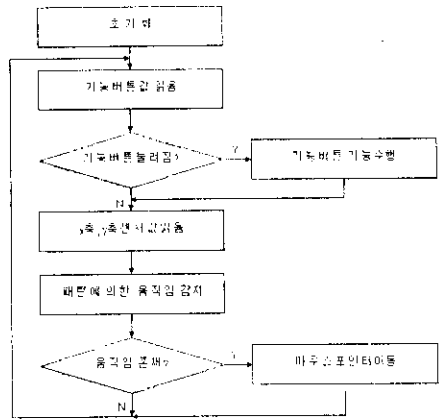 초기화
기능버튼값 읽음
기능버튼눌려짐?
Y
기능버튼 기능수행
N
x축,y축센서값읽음
패턴에의한 움직임 감지
움직임 존재?
Y
마우스포인터이동
N